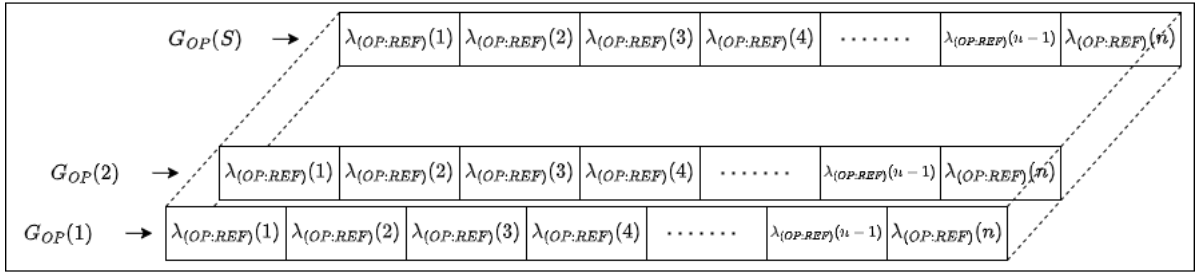 G_{OP}(S) → λ_{(OP:REF)}(1) λ_{(OP:REF)}(2) λ_{(OP:REF)}(3) λ_{(OP:REF)}(4) ······· λ_{(OP:REF)}(n − 1) λ_{(OP:REF)}(n)
G_{OP}(2) → λ_{(OP:REF)}(1) λ_{(OP:REF)}(2) λ_{(OP:REF)}(3) λ_{(OP:REF)}(4) ······· λ_{(OP:REF)}(n − 1) λ_{(OP:REF)}(n)
G_{OP}(1) → λ_{(OP:REF)}(1) λ_{(OP:REF)}(2) λ_{(OP:REF)}(3) λ_{(OP:REF)}(4) ······· λ_{(OP:REF)}(n − 1) λ_{(OP:REF)}(n)